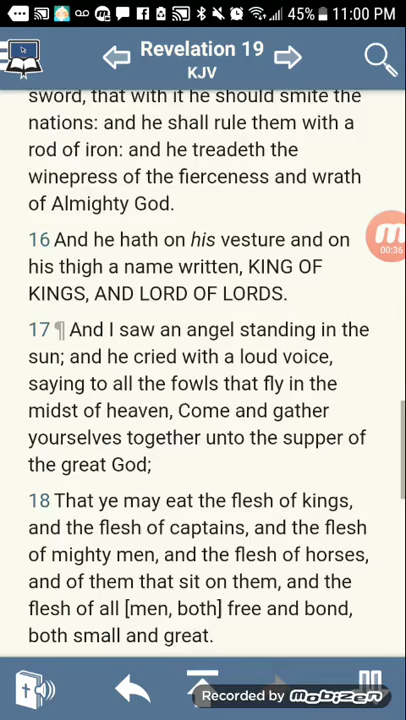 45% 11:00 PM
Revelation 19
KJV
sword, that with it he should smite the
nations: and he shall rule them with a
rod of iron: and he treadeth the
winepress of the fierceness and wrath
of Almighty God.
16 And he hath on his vesture and on
his thigh a name written, KING OF
KINGS, AND LORD OF LORDS.
00:36
17 ¶ And I saw an angel standing in the
sun; and he cried with a loud voice,
saying to all the fowls that fly in the
midst of heaven, Come and gather
yourselves together unto the supper of
the great God;
18 That ye may eat the flesh of kings,
and the flesh of captains, and the flesh
of mighty men, and the flesh of horses,
and of them that sit on them, and the
flesh of all [men, both] free and bond,
both small and great.
Recorded by mobizen